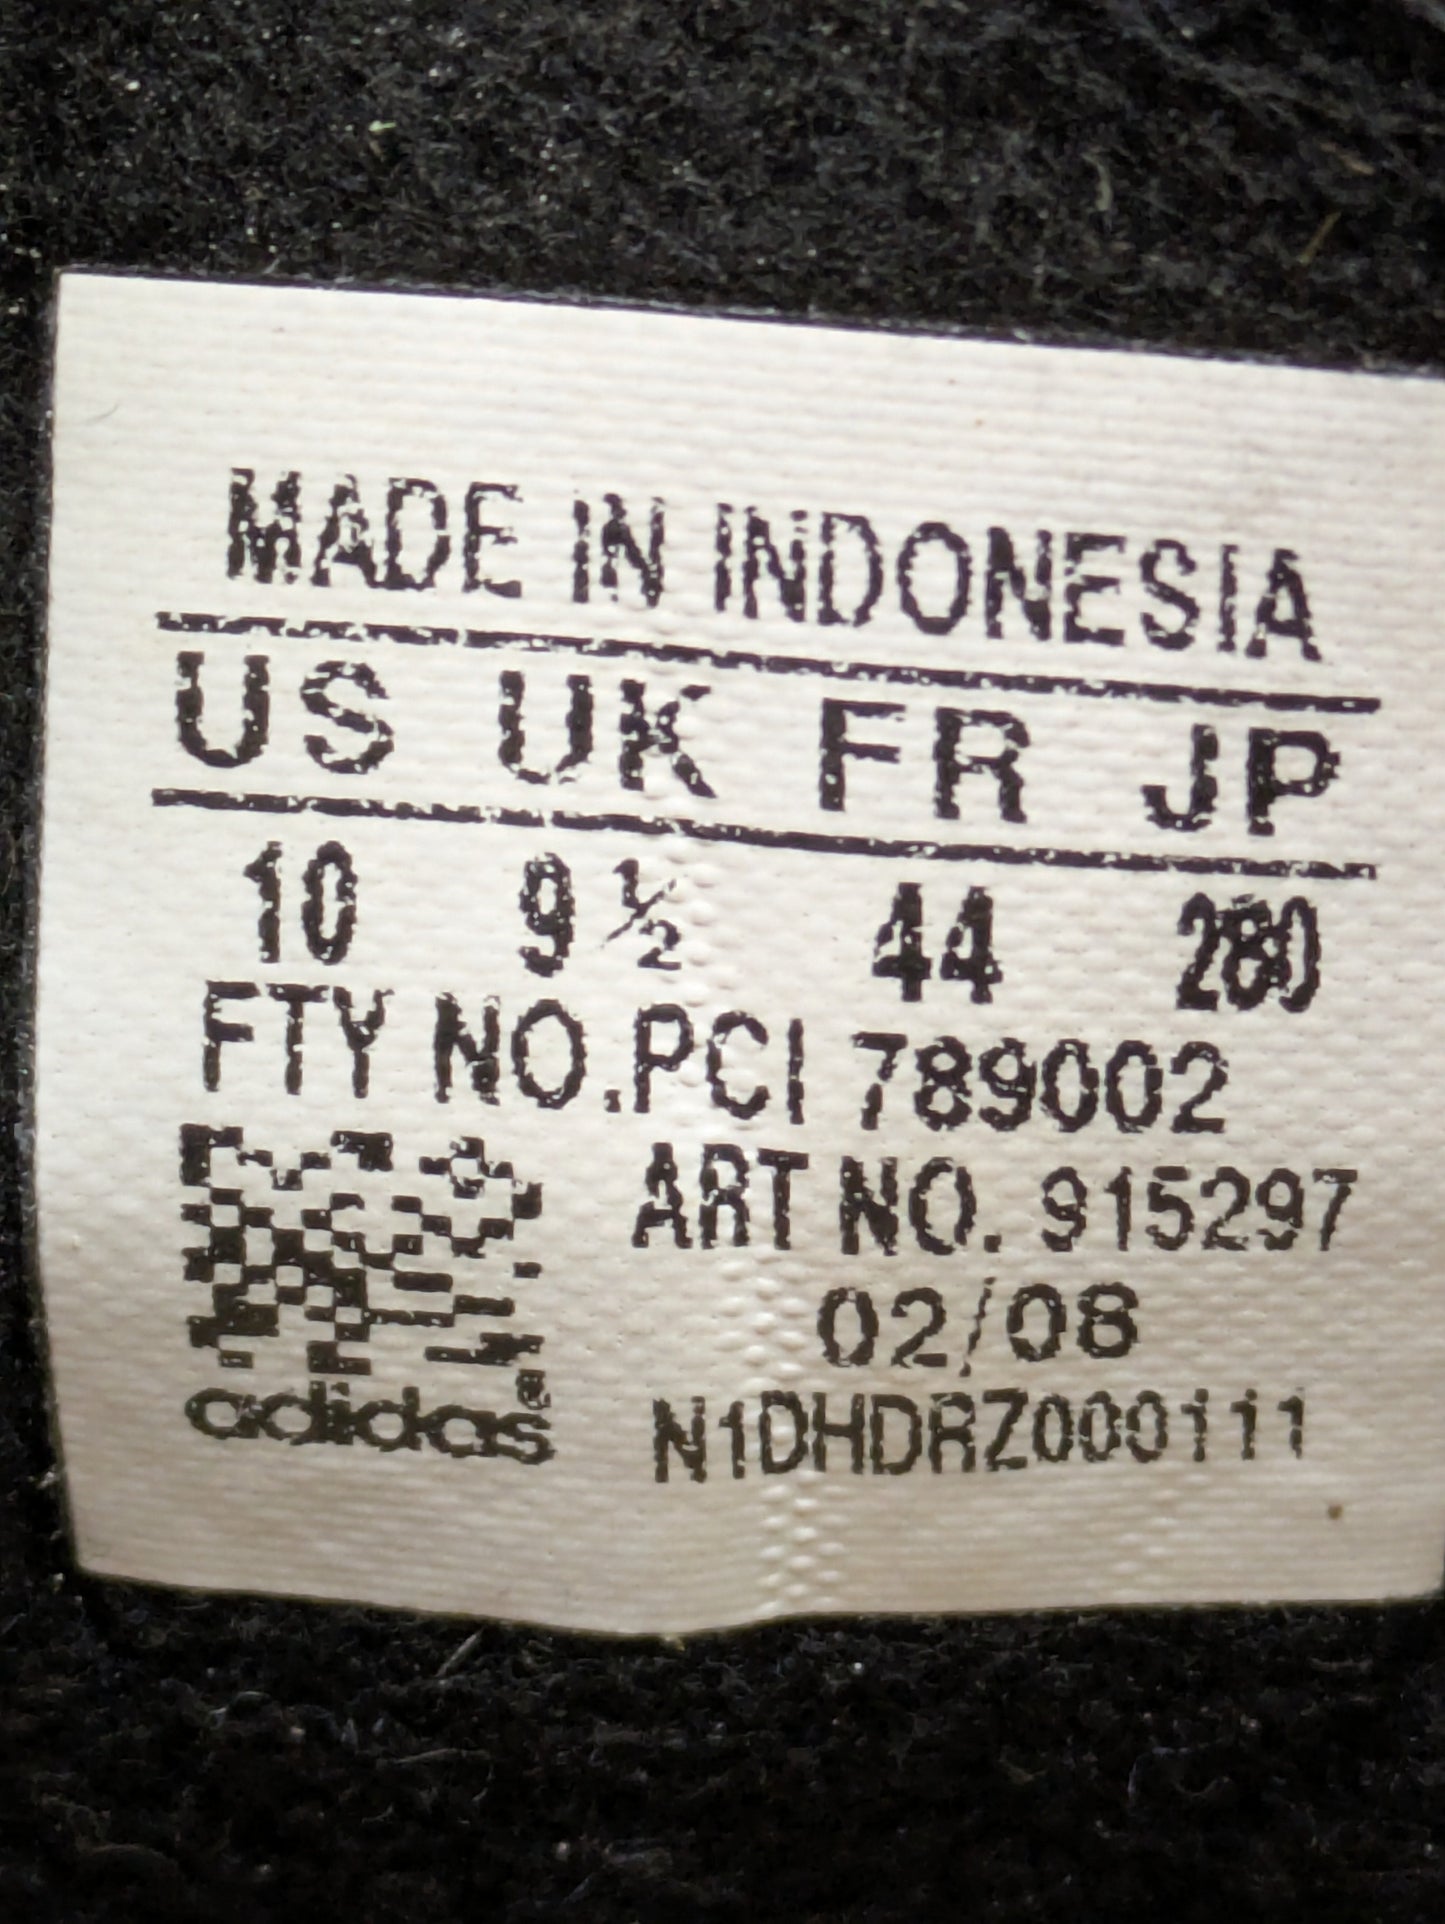 MADE IN INDONESIA
US UK FR JP
10 9 ½ 44 280
FTY NO.PCI 789002
ART NO. 915297
02/08
adidas®
N1DHDRZ000111